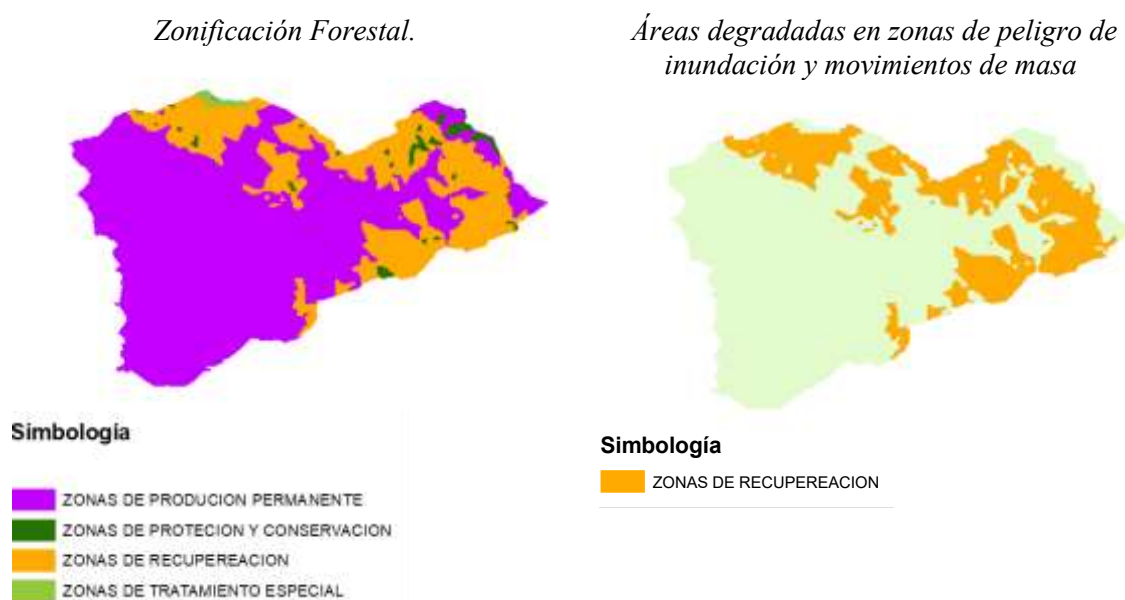 Zonificación Forestal.
Áreas degradadas en zonas de peligro de
inundación y movimientos de masa
Simbología
ZONAS DE PRODUCION PERMANENTE
ZONAS DE PROTECION Y CONSERVACION
ZONAS DE RECUPEREACION
ZONAS DE TRATAMIENTO ESPECIAL
Simbología
ZONAS DE RECUPEREACION